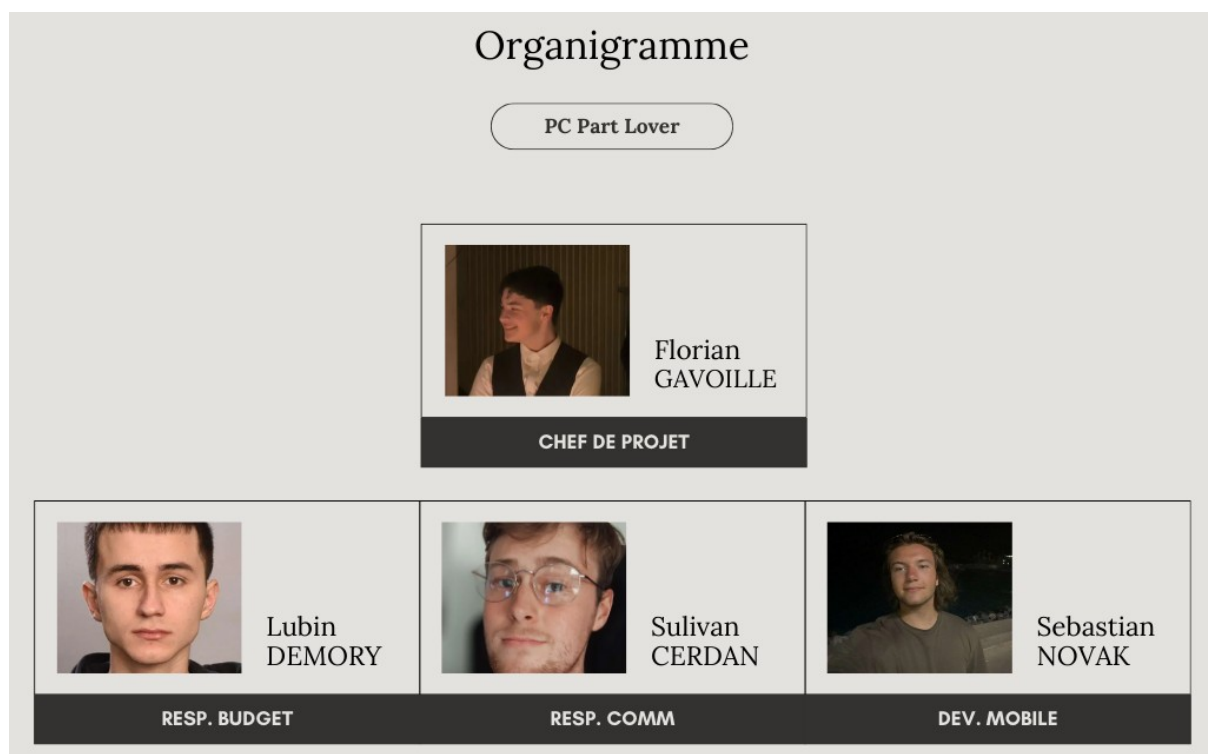 Organigramme
PC Part Lover
Florian
GAVOILLE
CHEF DE PROJET
Lubin
DEMORY
RESP. BUDGET
Sulivan
CERDAN
RESP. COMM
Sebastian
NOVAK
DEV. MOBILE